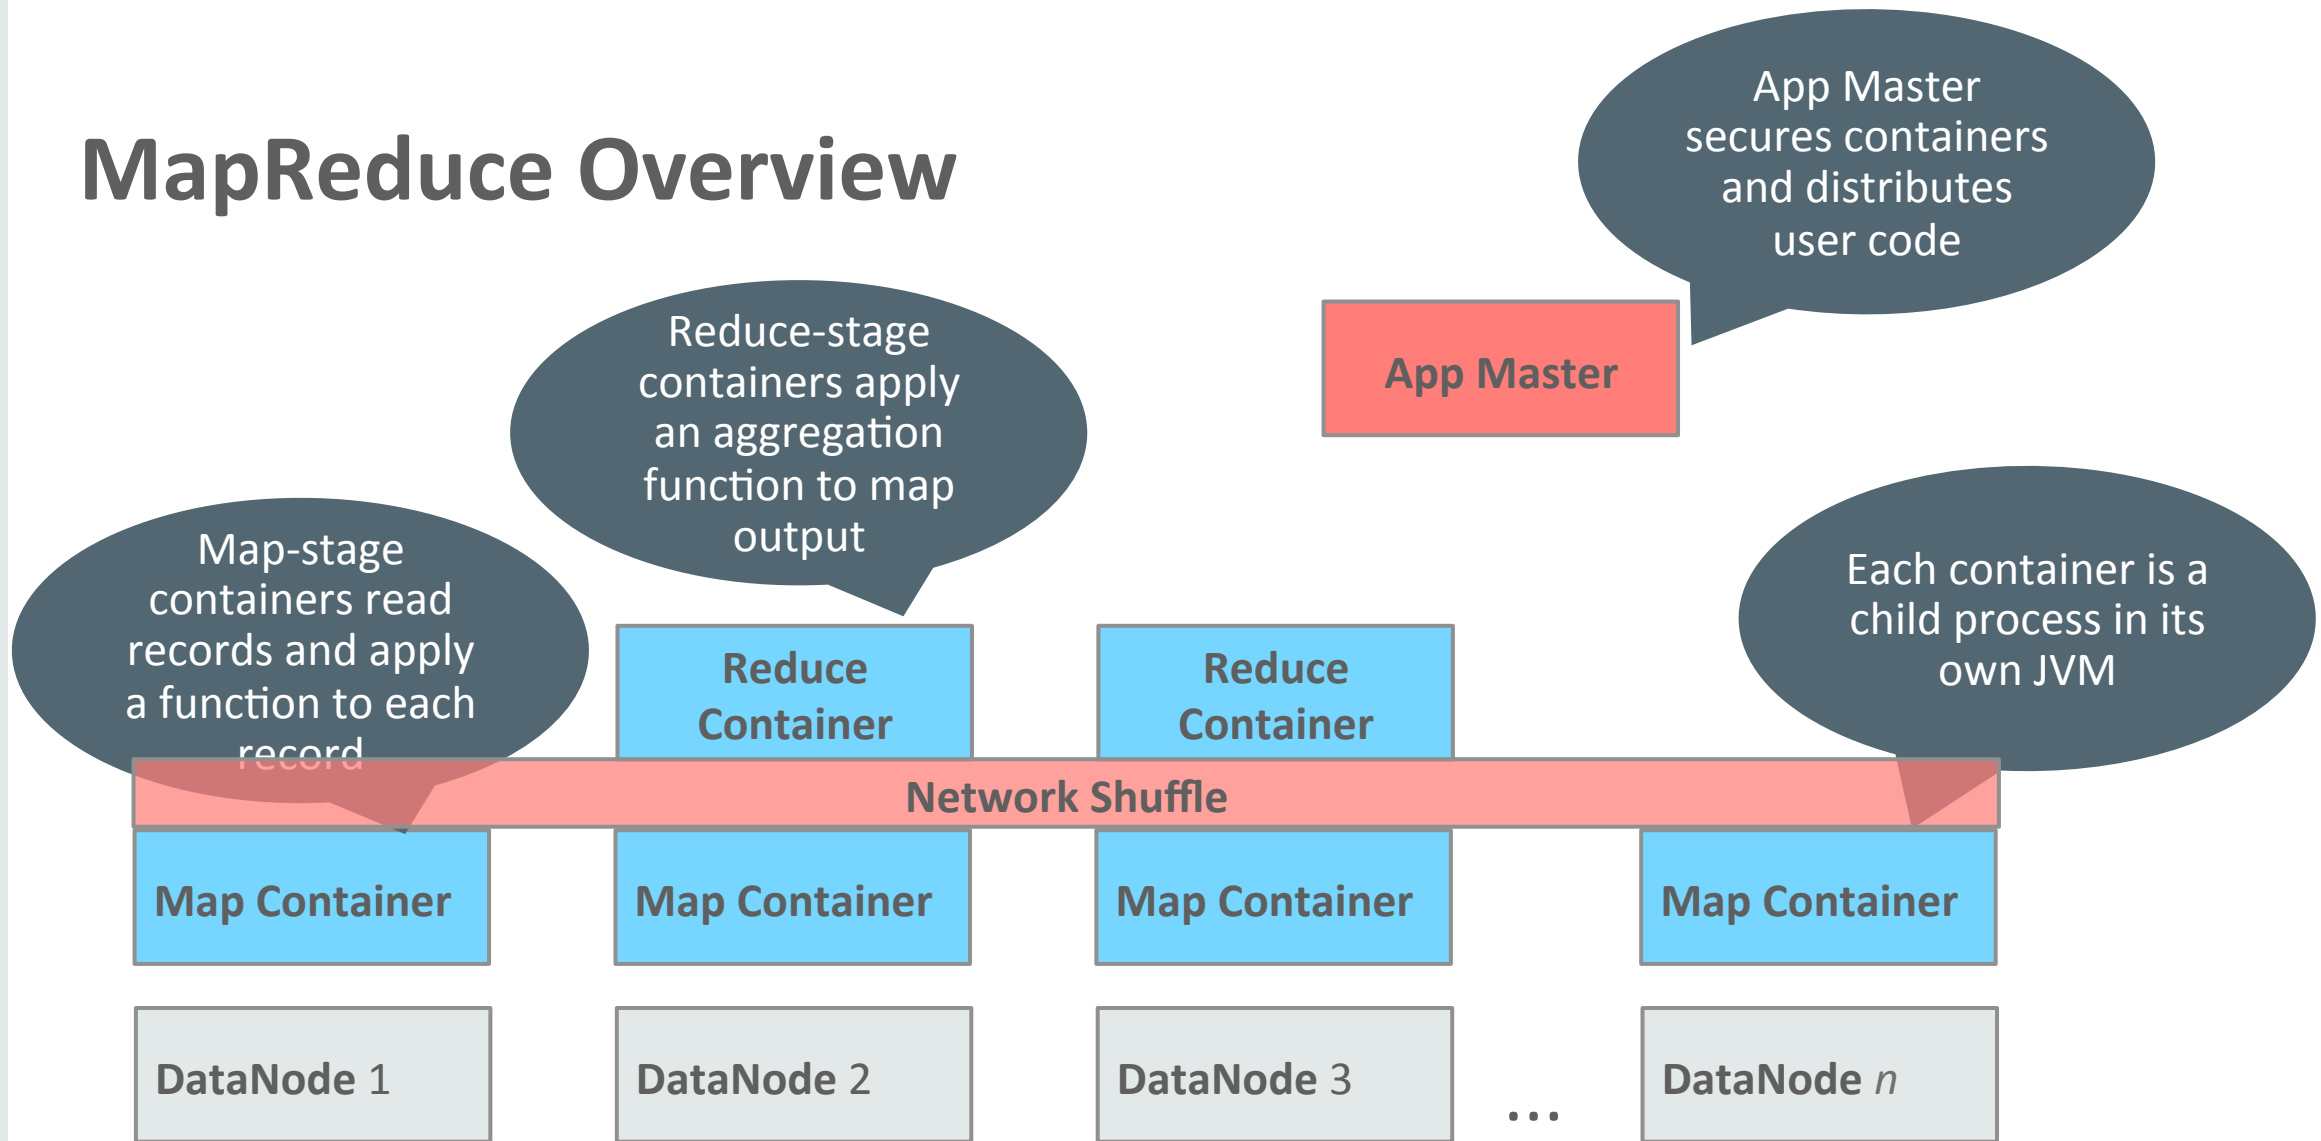 MapReduce Overview
App Master
secures containers
and distributes
user code
App Master
Reduce-stage
containers apply
an aggregation
function to map
output
Map-stage
containers read
records and apply
a function to each
record
Each container is a
child process in its
own JVM
Reduce
Container
Reduce
Container
Network Shuffle
Map Container
Map Container
Map Container
Map Container
DataNode 1
DataNode 2
DataNode 3
...
DataNode n